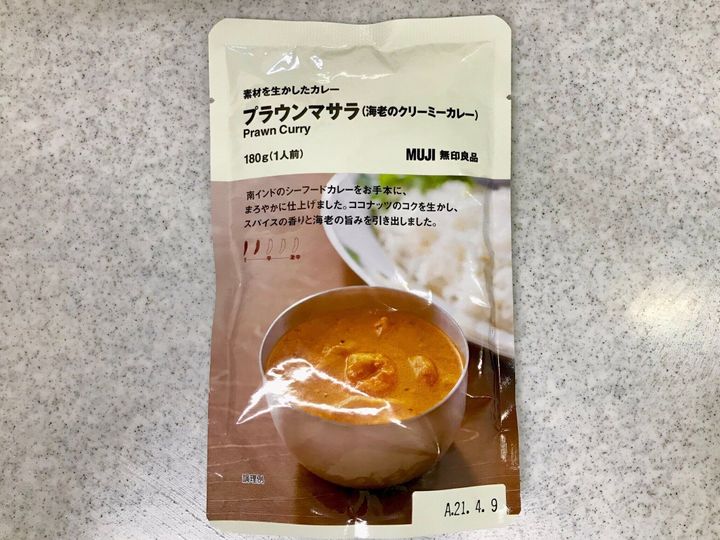 素材を生かしたカレー
プラウンマサラ(海老のクリーミーカレー)
Prawn Curry
180g(1人前)
MUJI 無印良品
南インドのシーフードカレーをお手本に、
まろやかに仕上げました。ココナッツのコクを生かし、
スパイスの香りと海老の旨みを引き出しました。
調理例
A.21. 4. 9